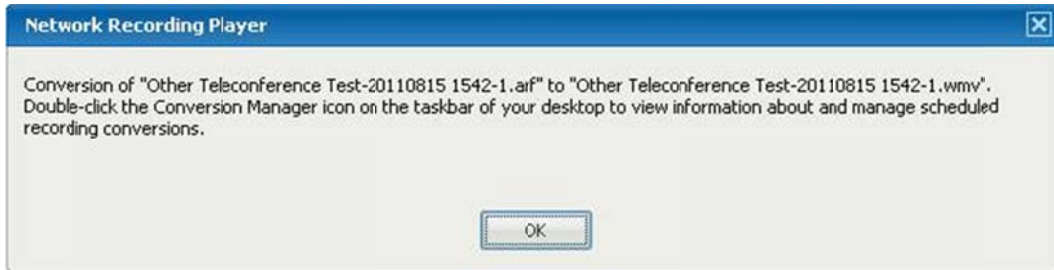 Network Recording Player
Conversion of "Other Teleconference Test-20110815 1542-1.arf" to "Other Teleconference Test-20110815 1542-1.wmv".
Double-click the Conversion Manager icon on the taskbar of your desktop to view information about and manage scheduled
recording conversions.
OK